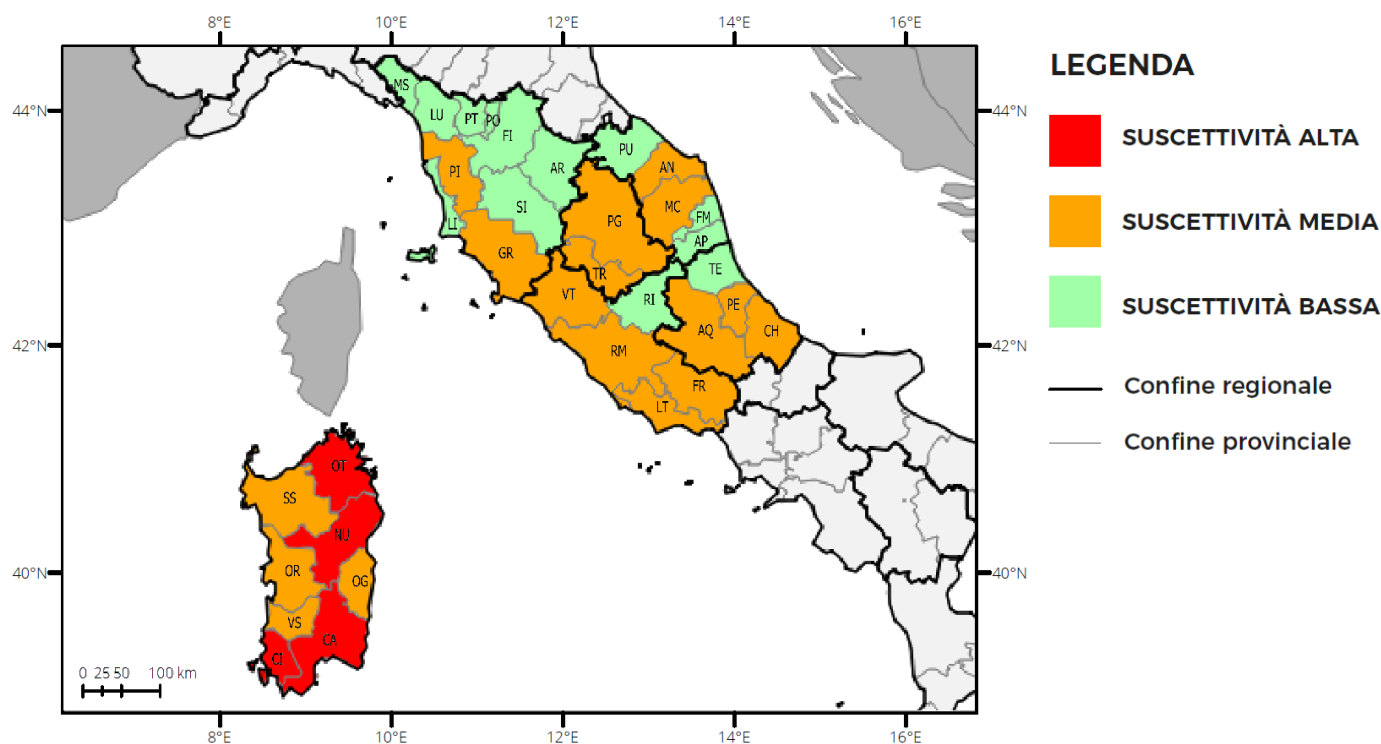 8°E 10°E 12°E 14°E 16°E
LEGENDA
44°N 44°N
SUSCETTIVITÀ ALTA
SUSCETTIVITÀ MEDIA
SUSCETTIVITÀ BASSA
MS
LU PT PO
FI
PU
AR
AN
PI
SI
MC
FM
LI
PG
AP
GR
TR
TE
VT
RI
PE
AQ CH
42°N 42°N
RM
FR
LT
Confine regionale
Confine provinciale
OT
SS
NU
OR
OG
40°N 40°N
VS
CA
CI
0 25 50 100 km
8°E 10°E 12°E 14°E 16°E